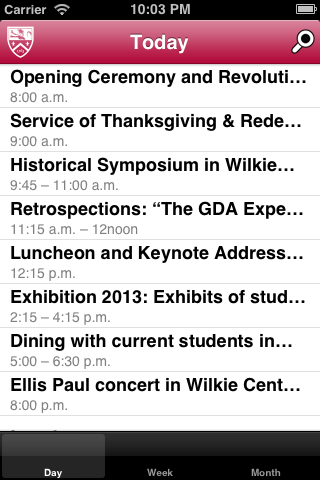 Carrier 10:03 PM
Today
Opening Ceremony and Revoluti...
8:00 a.m.
Service of Thanksgiving & Rede...
9:00 a.m.
Historical Symposium in Wilkie...
9:45 – 11:00 a.m.
Retrospections: “The GDA Expe...
11:15 a.m. – 12noon
Luncheon and Keynote Address...
12:15 p.m.
Exhibition 2013: Exhibits of stud...
2:15 – 4:15 p.m.
Dining with current students in...
5:00 – 6:30 p.m.
Ellis Paul concert in Wilkie Cent...
8:00 p.m.
Day Week Month